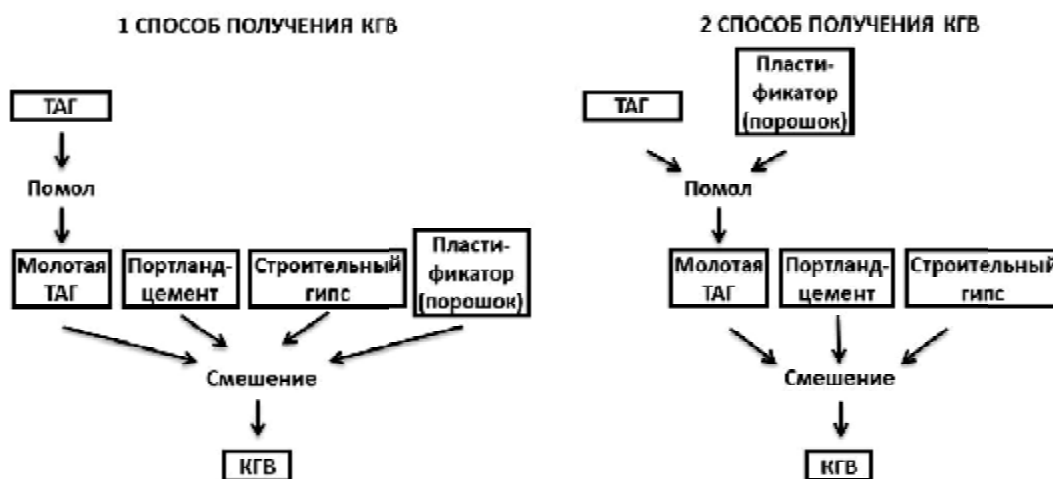 1 СПОСОБ ПОЛУЧЕНИЯ КГВ
ТАГ
Помол
Молотая
ТАГ
Портланд-
цемент
Строительный
гипс
Пласти-
фикатор
(порошок)
Смешение
КГВ
2 СПОСОБ ПОЛУЧЕНИЯ КГВ
ТАГ
Пласти-
фикатор
(порошок)
Помол
Молотая
ТАГ
Портланд-
цемент
Строительный
гипс
Смешение
КГВ